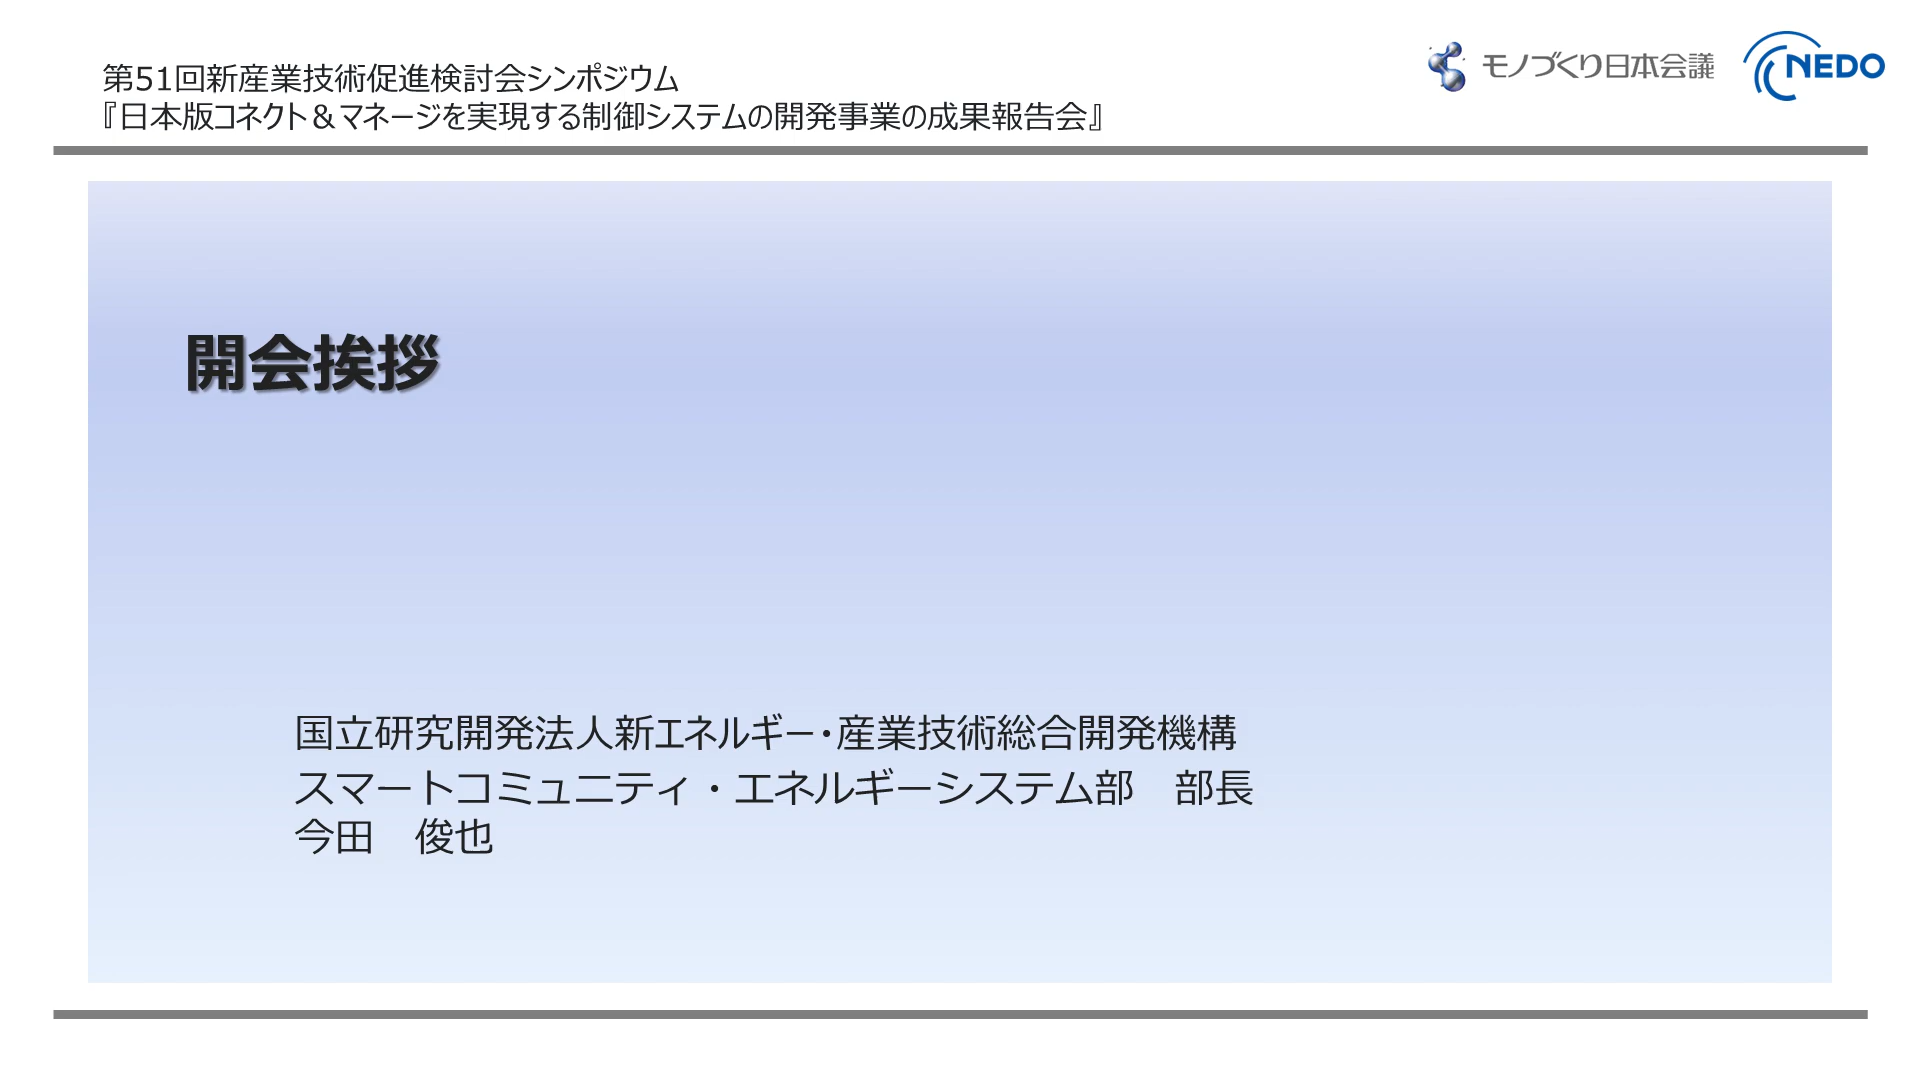 第51回新産業技術促進検討会シンポジウム
『日本版コネクト＆マネージを実現する制御システムの開発事業の成果報告会』
モノづくり日本会議
NEDO
開会挨拶
国立研究開発法人新エネルギー・産業技術総合開発機構
スマートコミュニティ・エネルギーシステム部　部長
今田　俊也